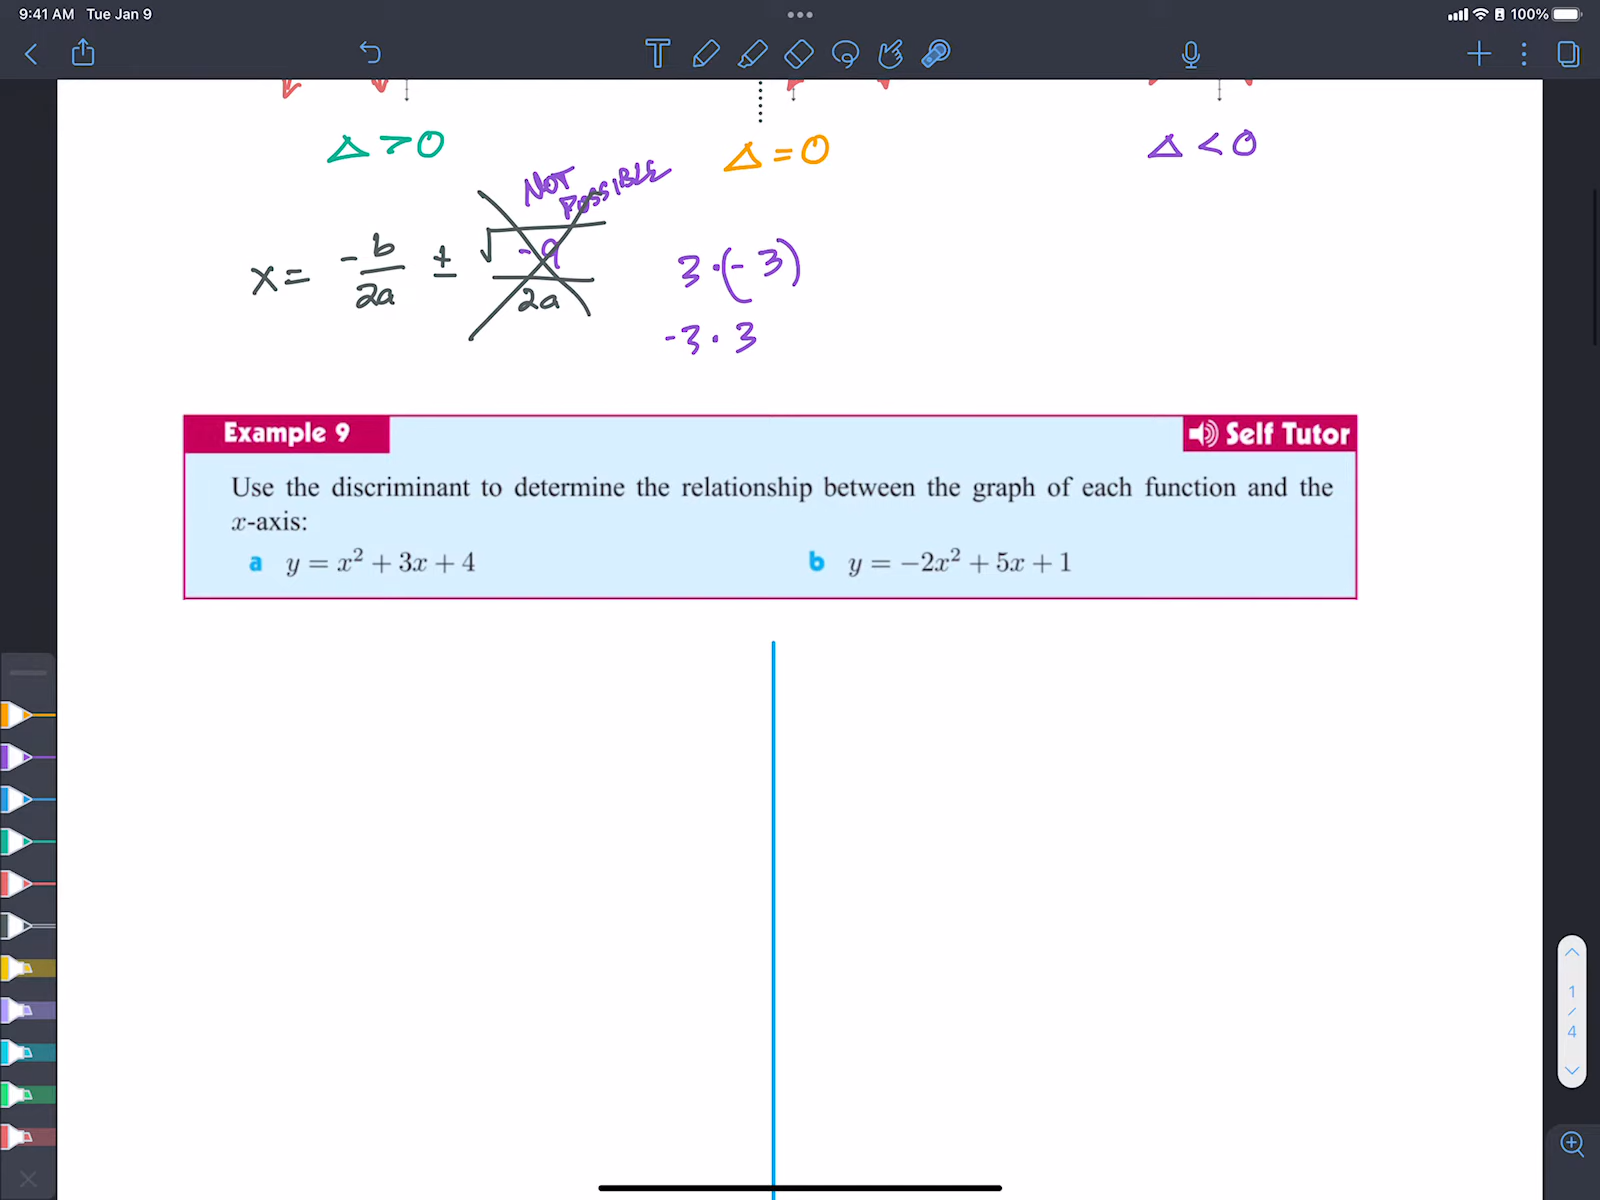 9:41 AM Tue Jan 9
100%
Δ > 0
Δ = 0
Δ < 0
NOT POSSIBLE
x = -b/2a ± √-9/2a
3·(-3)
-3·3
Example 9
Self Tutor
Use the discriminant to determine the relationship between the graph of each function and the
x-axis:
a y = x² + 3x + 4
b y = −2x² + 5x + 1
1
/
4